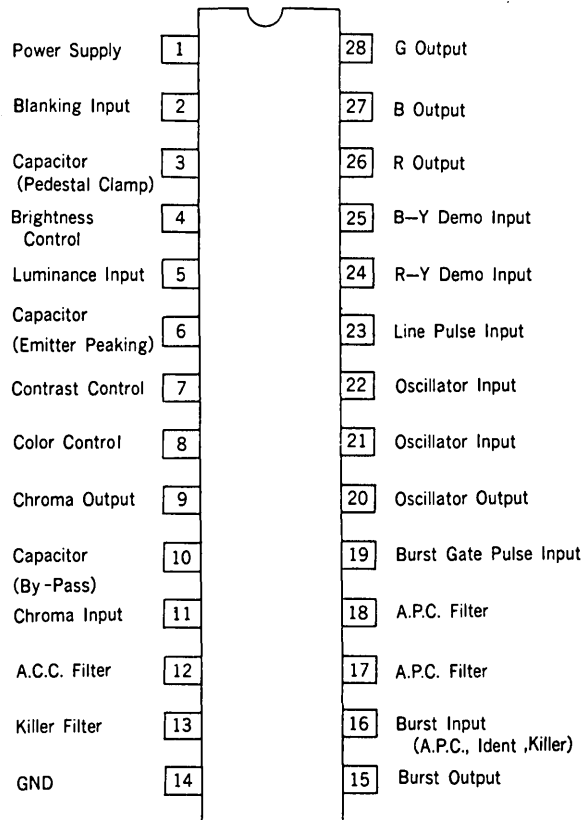 Power Supply 1
Blanking Input 2
Capacitor 3
(Pedestal Clamp)
Brightness 4
Control
Luminance Input 5
Capacitor
(Emitter Peaking) 6
Contrast Control 7
Color Control 8
Chroma Output 9
Capacitor 10
(By-Pass)
Chroma Input 11
A.C.C. Filter 12
Killer Filter 13
GND 14
28 G Output
27 B Output
26 R Output
25 B–Y Demo Input
24 R–Y Demo Input
23 Line Pulse Input
22 Oscillator Input
21 Oscillator Input
20 Oscillator Output
19 Burst Gate Pulse Input
18 A.P.C. Filter
17 A.P.C. Filter
16 Burst Input
(A.P.C., Ident ,Killer)
15 Burst Output